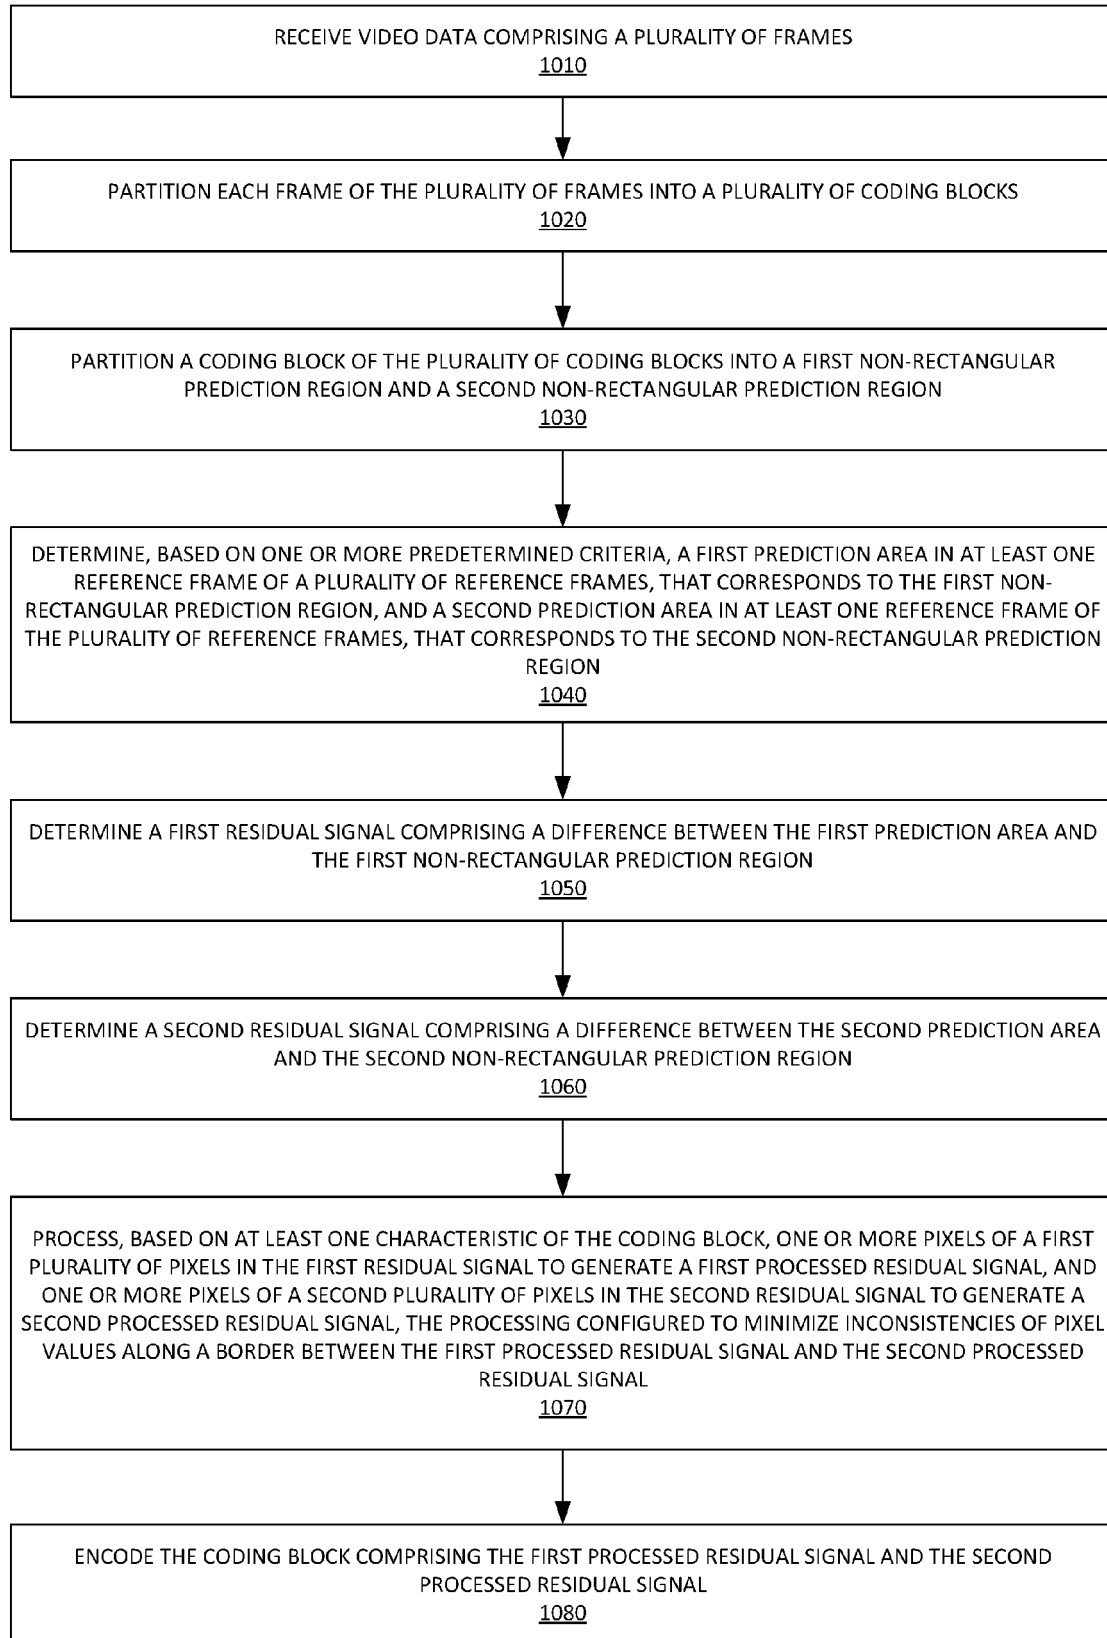 RECEIVE VIDEO DATA COMPRISING A PLURALITY OF FRAMES
1010
PARTITION EACH FRAME OF THE PLURALITY OF FRAMES INTO A PLURALITY OF CODING BLOCKS
1020
PARTITION A CODING BLOCK OF THE PLURALITY OF CODING BLOCKS INTO A FIRST NON-RECTANGULAR
PREDICTION REGION AND A SECOND NON-RECTANGULAR PREDICTION REGION
1030
DETERMINE, BASED ON ONE OR MORE PREDETERMINED CRITERIA, A FIRST PREDICTION AREA IN AT LEAST ONE
REFERENCE FRAME OF A PLURALITY OF REFERENCE FRAMES, THAT CORRESPONDS TO THE FIRST NON-
RECTANGULAR PREDICTION REGION, AND A SECOND PREDICTION AREA IN AT LEAST ONE REFERENCE FRAME OF
THE PLURALITY OF REFERENCE FRAMES, THAT CORRESPONDS TO THE SECOND NON-RECTANGULAR PREDICTION
REGION
1040
DETERMINE A FIRST RESIDUAL SIGNAL COMPRISING A DIFFERENCE BETWEEN THE FIRST PREDICTION AREA AND
THE FIRST NON-RECTANGULAR PREDICTION REGION
1050
DETERMINE A SECOND RESIDUAL SIGNAL COMPRISING A DIFFERENCE BETWEEN THE SECOND PREDICTION AREA
AND THE SECOND NON-RECTANGULAR PREDICTION REGION
1060
PROCESS, BASED ON AT LEAST ONE CHARACTERISTIC OF THE CODING BLOCK, ONE OR MORE PIXELS OF A FIRST
PLURALITY OF PIXELS IN THE FIRST RESIDUAL SIGNAL TO GENERATE A FIRST PROCESSED RESIDUAL SIGNAL, AND
ONE OR MORE PIXELS OF A SECOND PLURALITY OF PIXELS IN THE SECOND RESIDUAL SIGNAL TO GENERATE A
SECOND PROCESSED RESIDUAL SIGNAL, THE PROCESSING CONFIGURED TO MINIMIZE INCONSISTENCIES OF PIXEL
VALUES ALONG A BORDER BETWEEN THE FIRST PROCESSED RESIDUAL SIGNAL AND THE SECOND PROCESSED
RESIDUAL SIGNAL
1070
ENCODE THE CODING BLOCK COMPRISING THE FIRST PROCESSED RESIDUAL SIGNAL AND THE SECOND
PROCESSED RESIDUAL SIGNAL
1080